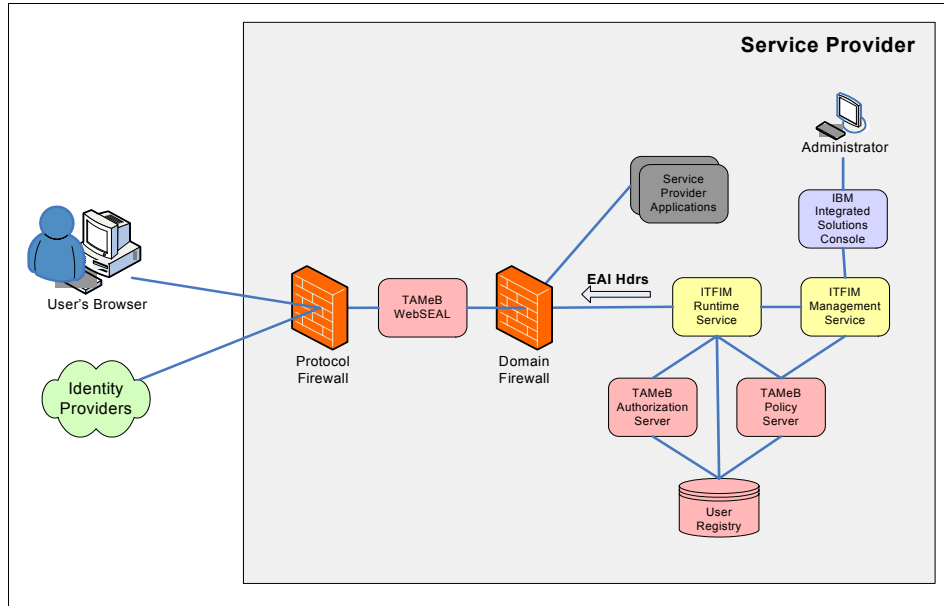 Service Provider
Administrator
Service
Provider
Applications
IBM
Integrated
Solutions
Console
User's Browser
EAI Hdrs
TAMeB
WebSEAL
ITFIM
Runtime
Service
ITFIM
Management
Service
Protocol
Firewall
Domain
Firewall
Identity
Providers
TAMeB
Authorization
Server
TAMeB
Policy
Server
User
Registry